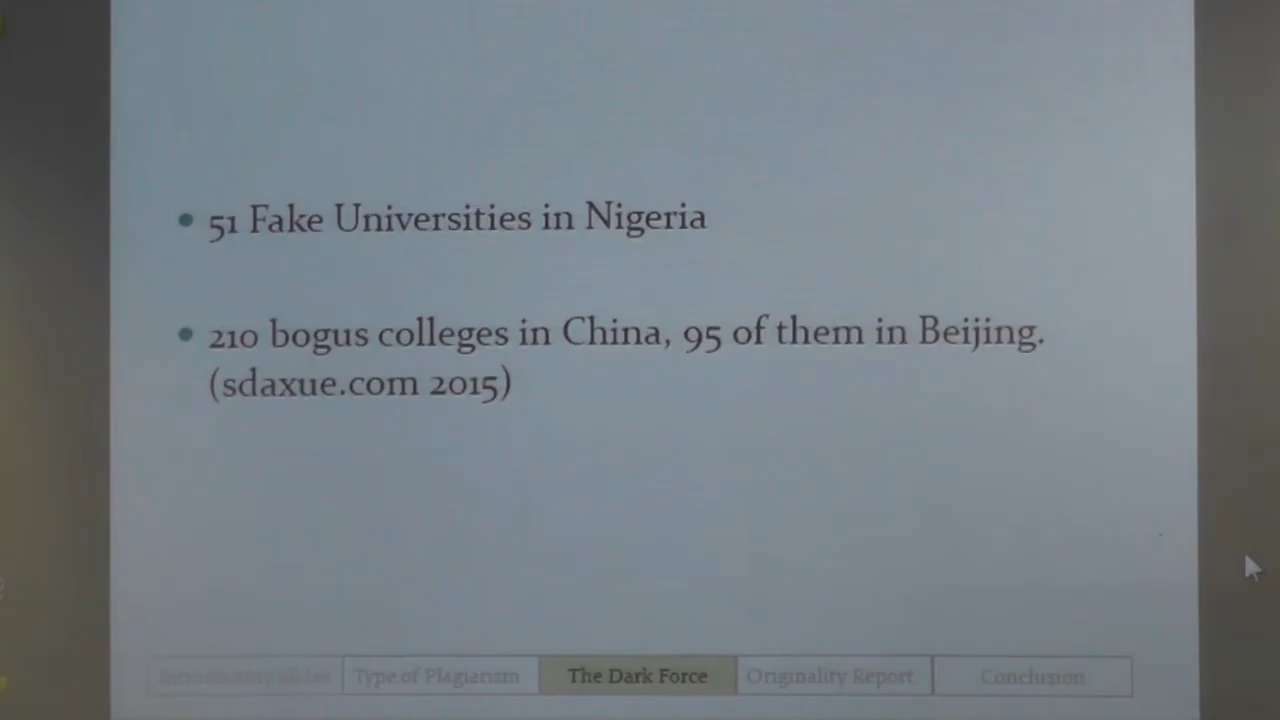 51 Fake Universities in Nigeria
210 bogus colleges in China, 95 of them in Beijing.
(sdaxue.com 2015)
Type of Plagiarism
The Dark Force
Originality Report
Conclusion